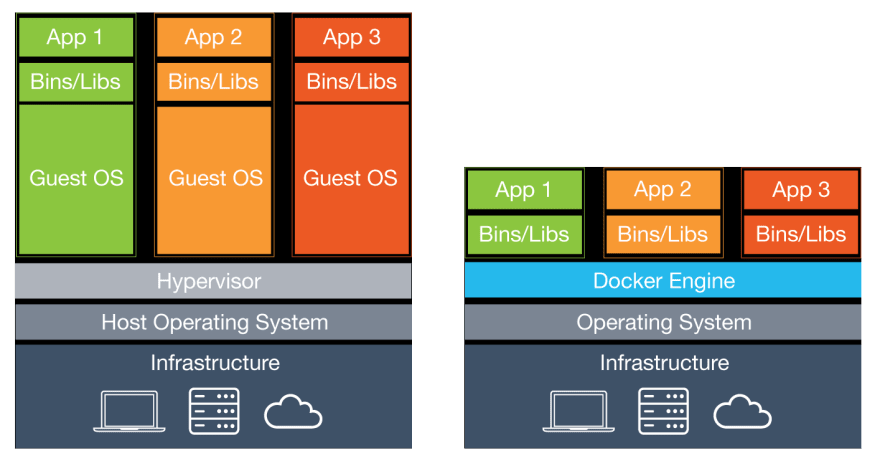 App 1
App 2
App 3
Bins/Libs
Bins/Libs
Bins/Libs
Guest OS
Guest OS
Guest OS
Hypervisor
Host Operating System
Infrastructure
App 1
App 2
App 3
Bins/Libs
Bins/Libs
Bins/Libs
Docker Engine
Operating System
Infrastructure